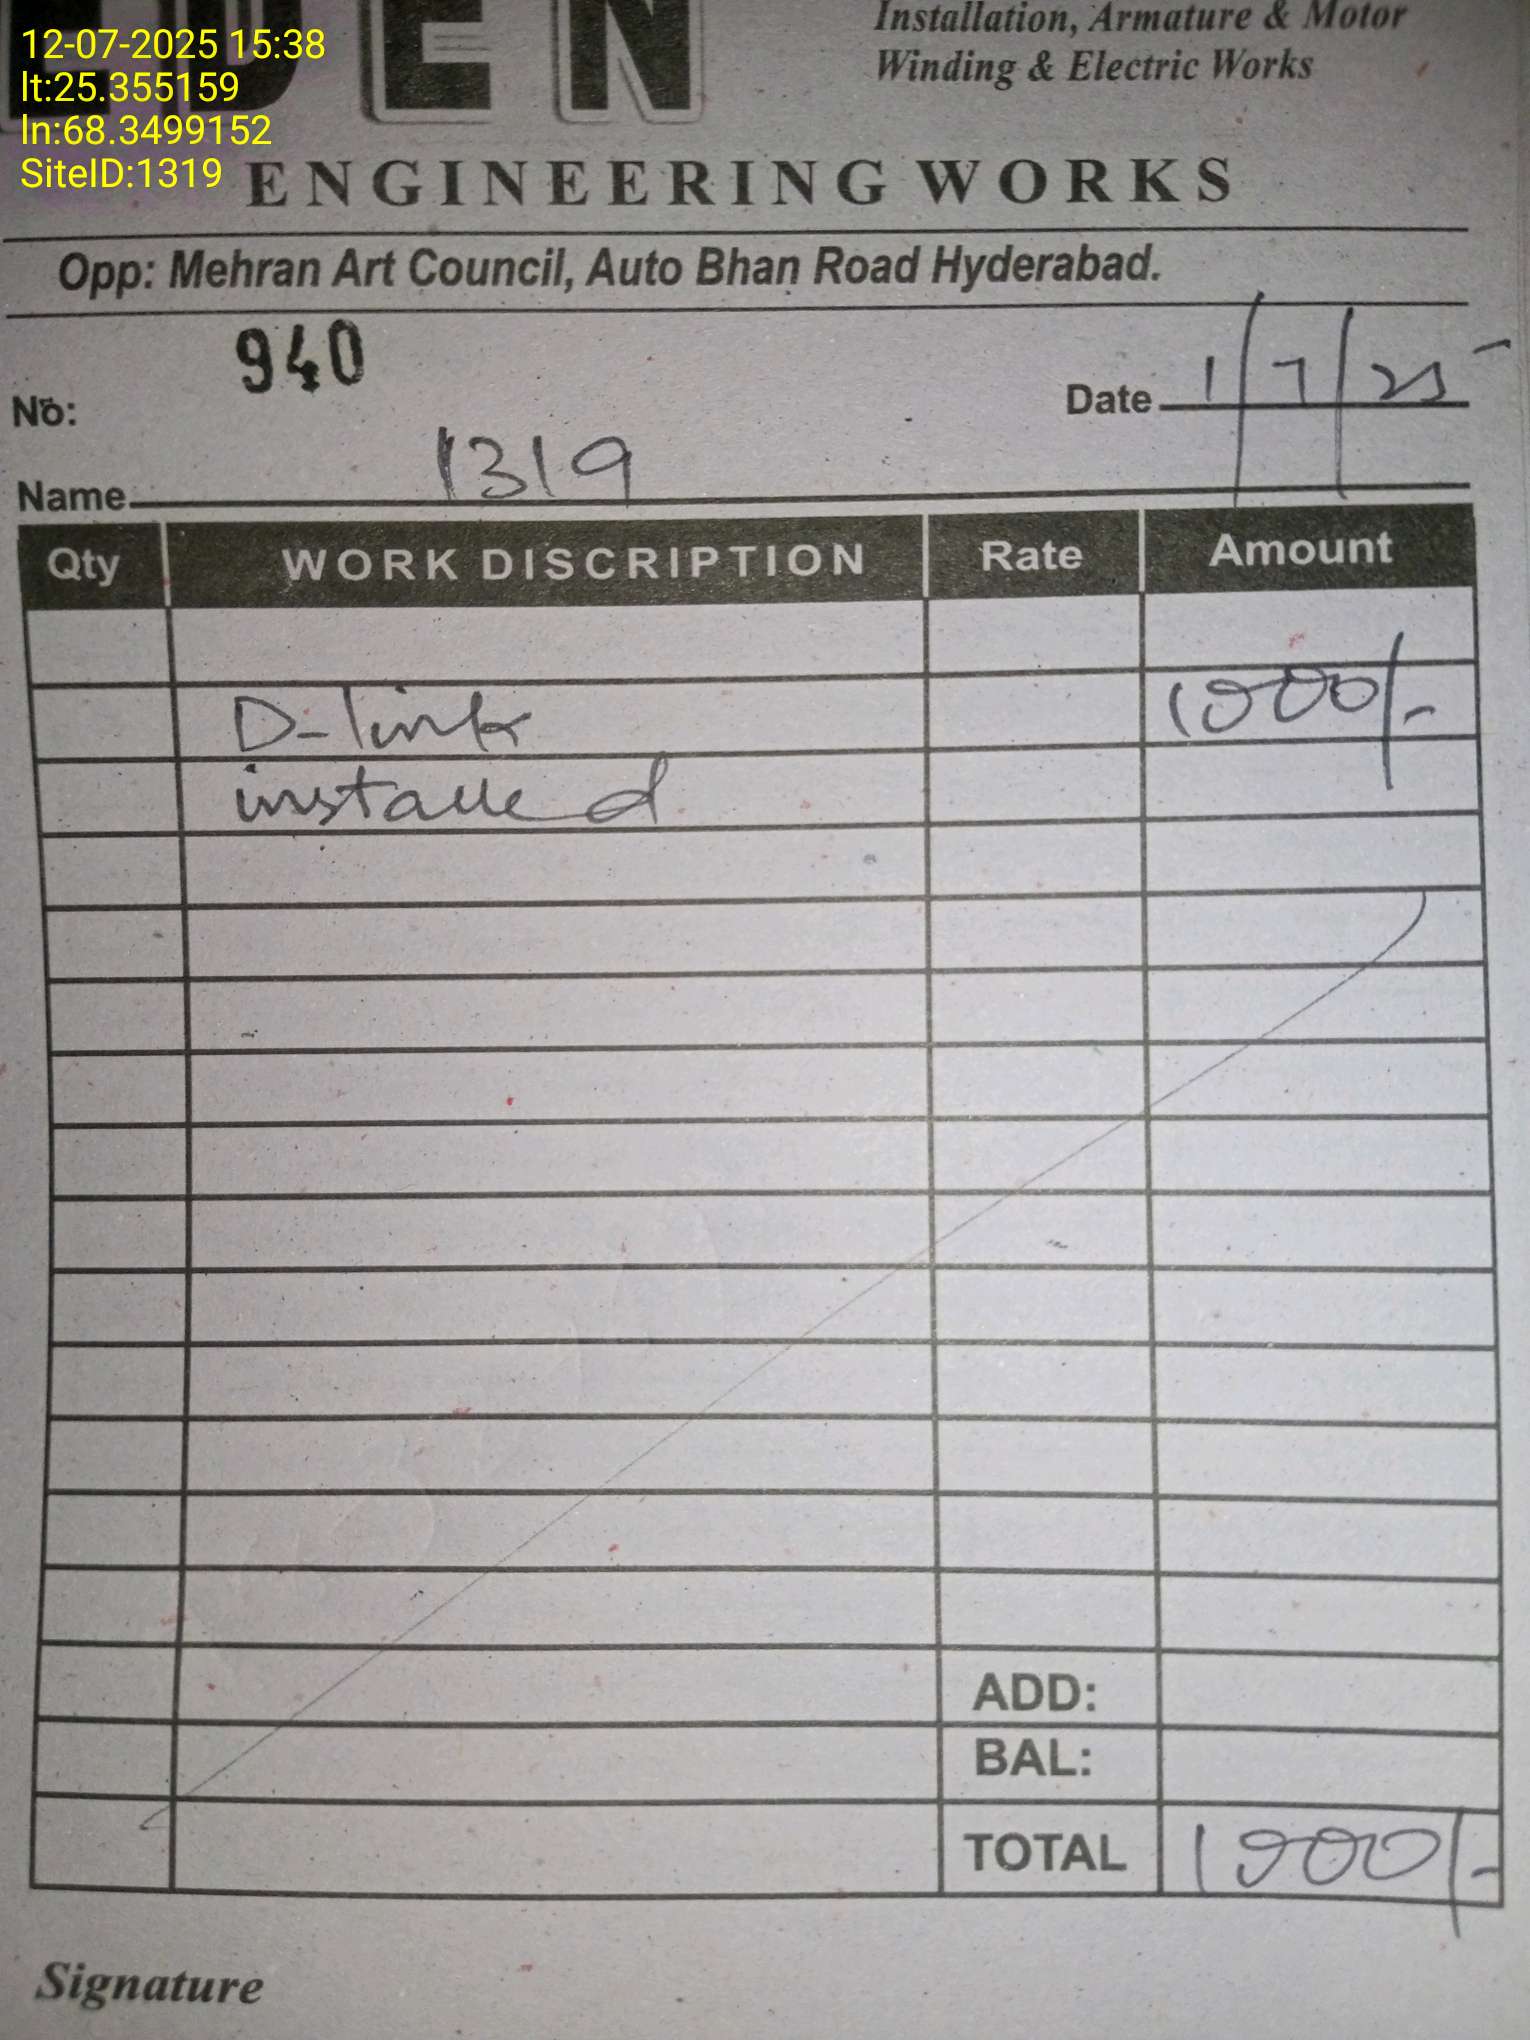 12-07-2025 15:38
lt:25.355159
ln:68.3499152
SiteID:1319
EDEN
Installation, Armature & Motor
Winding & Electric Works
ENGINEERING WORKS
Opp: Mehran Art Council, Auto Bhan Road Hyderabad.
No: 940
Date 1/7/25
Name 1319
Qty WORK DISCRIPTION Rate Amount
D-link 1000/-
installed
ADD:
BAL:
TOTAL 1000/-
Signature